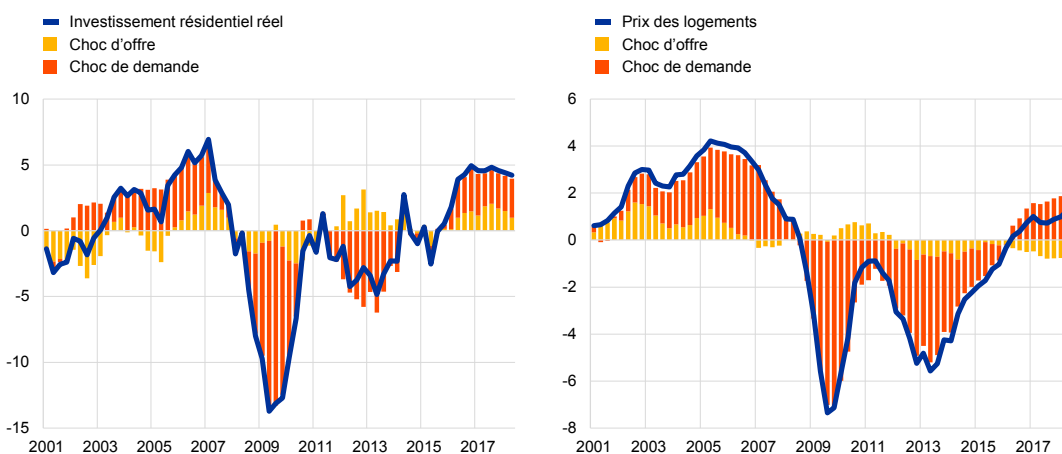 Investissement résidentiel réel
Choc d’offre
Choc de demande
10
5
0
-5
-10
-15
2001 2003 2005 2007 2009 2011 2013 2015 2017
Prix des logements
Choc d’offre
Choc de demande
6
4
2
0
-2
-4
-6
-8
2001 2003 2005 2007 2009 2011 2013 2015 2017